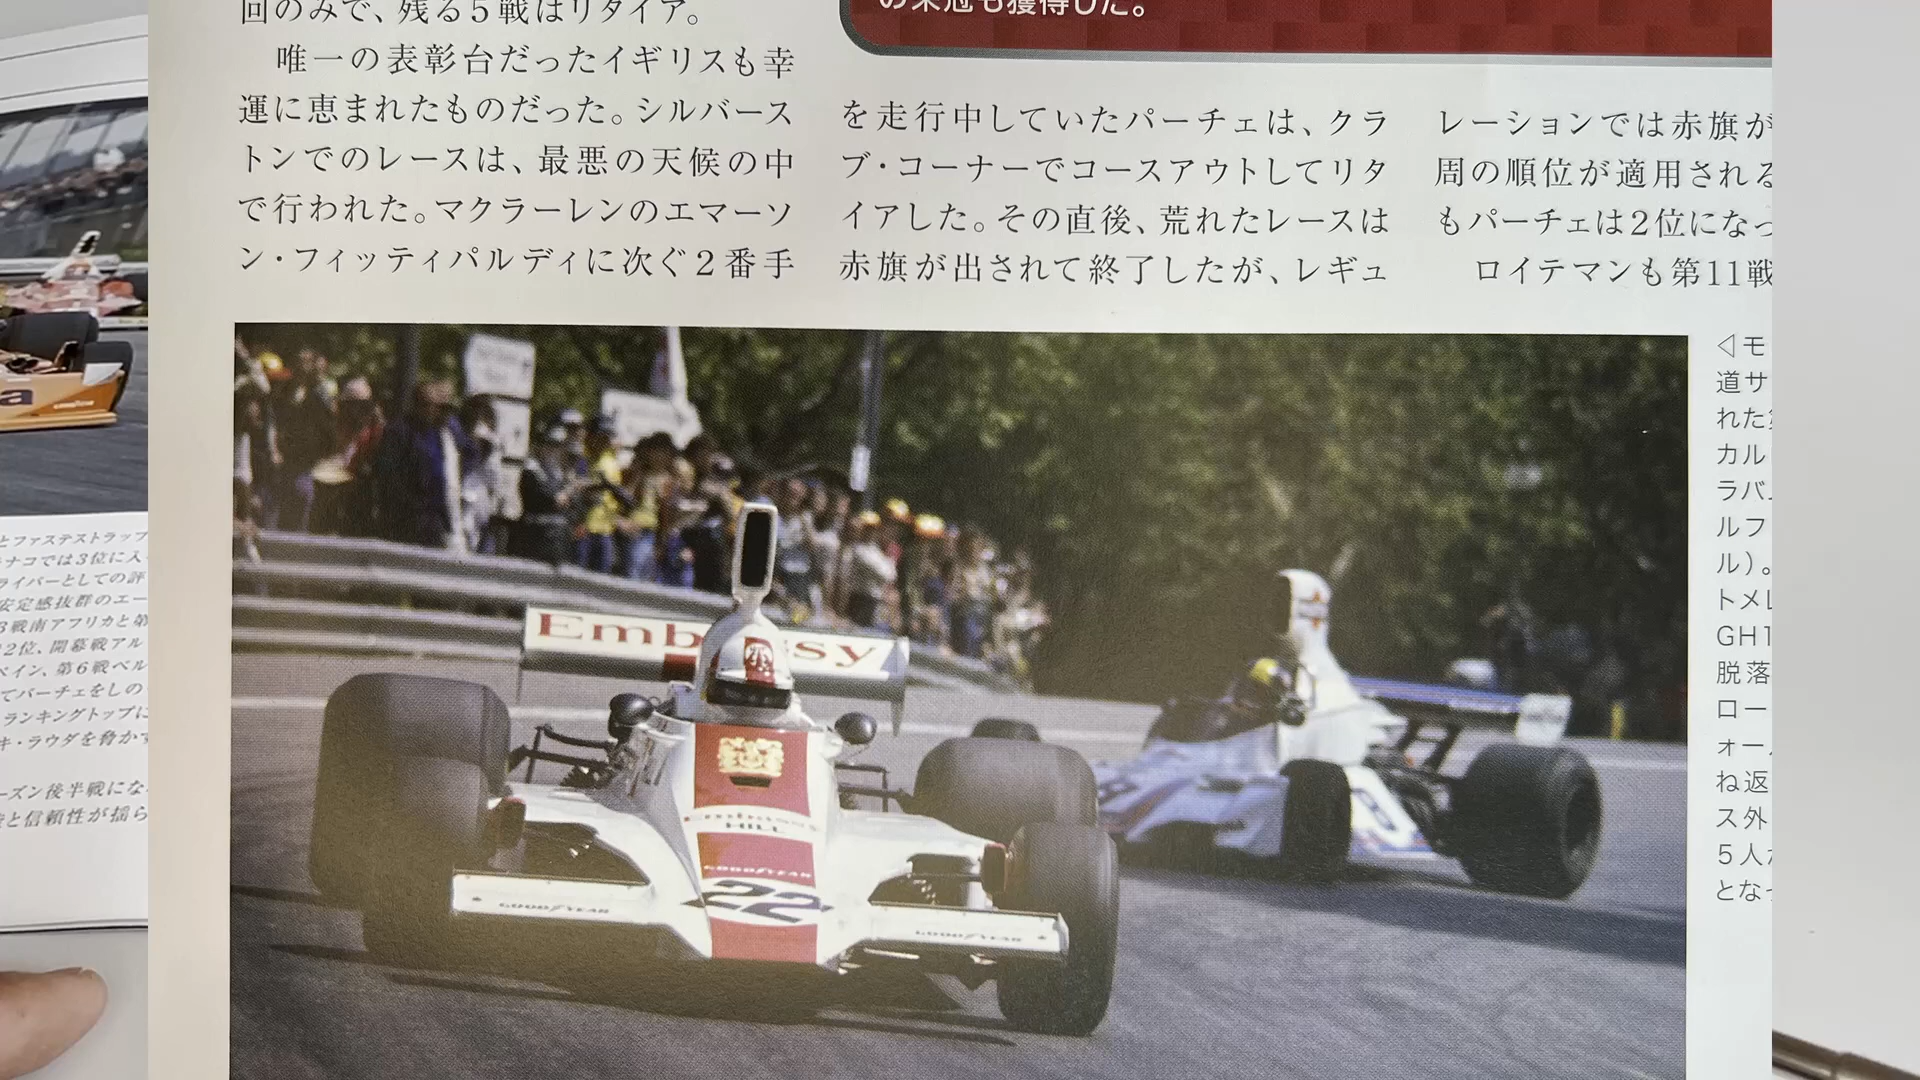 回のみで、残る５戦はリタイア。
唯一の表彰台だったイギリスも幸
運に恵まれたものだった。シルバース
トンでのレースは、最悪の天候の中
で行われた。マクラーレンのエマーソ
ン・フィッティパルディに次ぐ２番手
の栄冠も獲得した。
を走行中していたパーチェは、クラ
ブ・コーナーでコースアウトしてリタ
イアした。その直後、荒れたレースは
赤旗が出されて終了したが、レギュ
レーションでは赤旗が
周の順位が適用される
もパーチェは２位になっ
ロイテマンも第11戦
◁モ
道サ
れた
カル
ラバ
ルフ
ル）。
トメ
GH1
脱落
ロー
ォー
ね返
ス外
５人
とな
とファステストラップ
ナコでは３位に入
ライバーとしての評
安定感抜群のエー
3戦南アフリカと第
2位、開幕戦アル
ペイン、第６戦ベル
てパーチェをしの
ランキングトップに
キ・ラウダを脅か
ーズン後半戦にな
と信頼性が揺ら
Embassy
Embassy
HILL
GOODYEAR
22
GOODYEAR
GOODYEAR
8
a